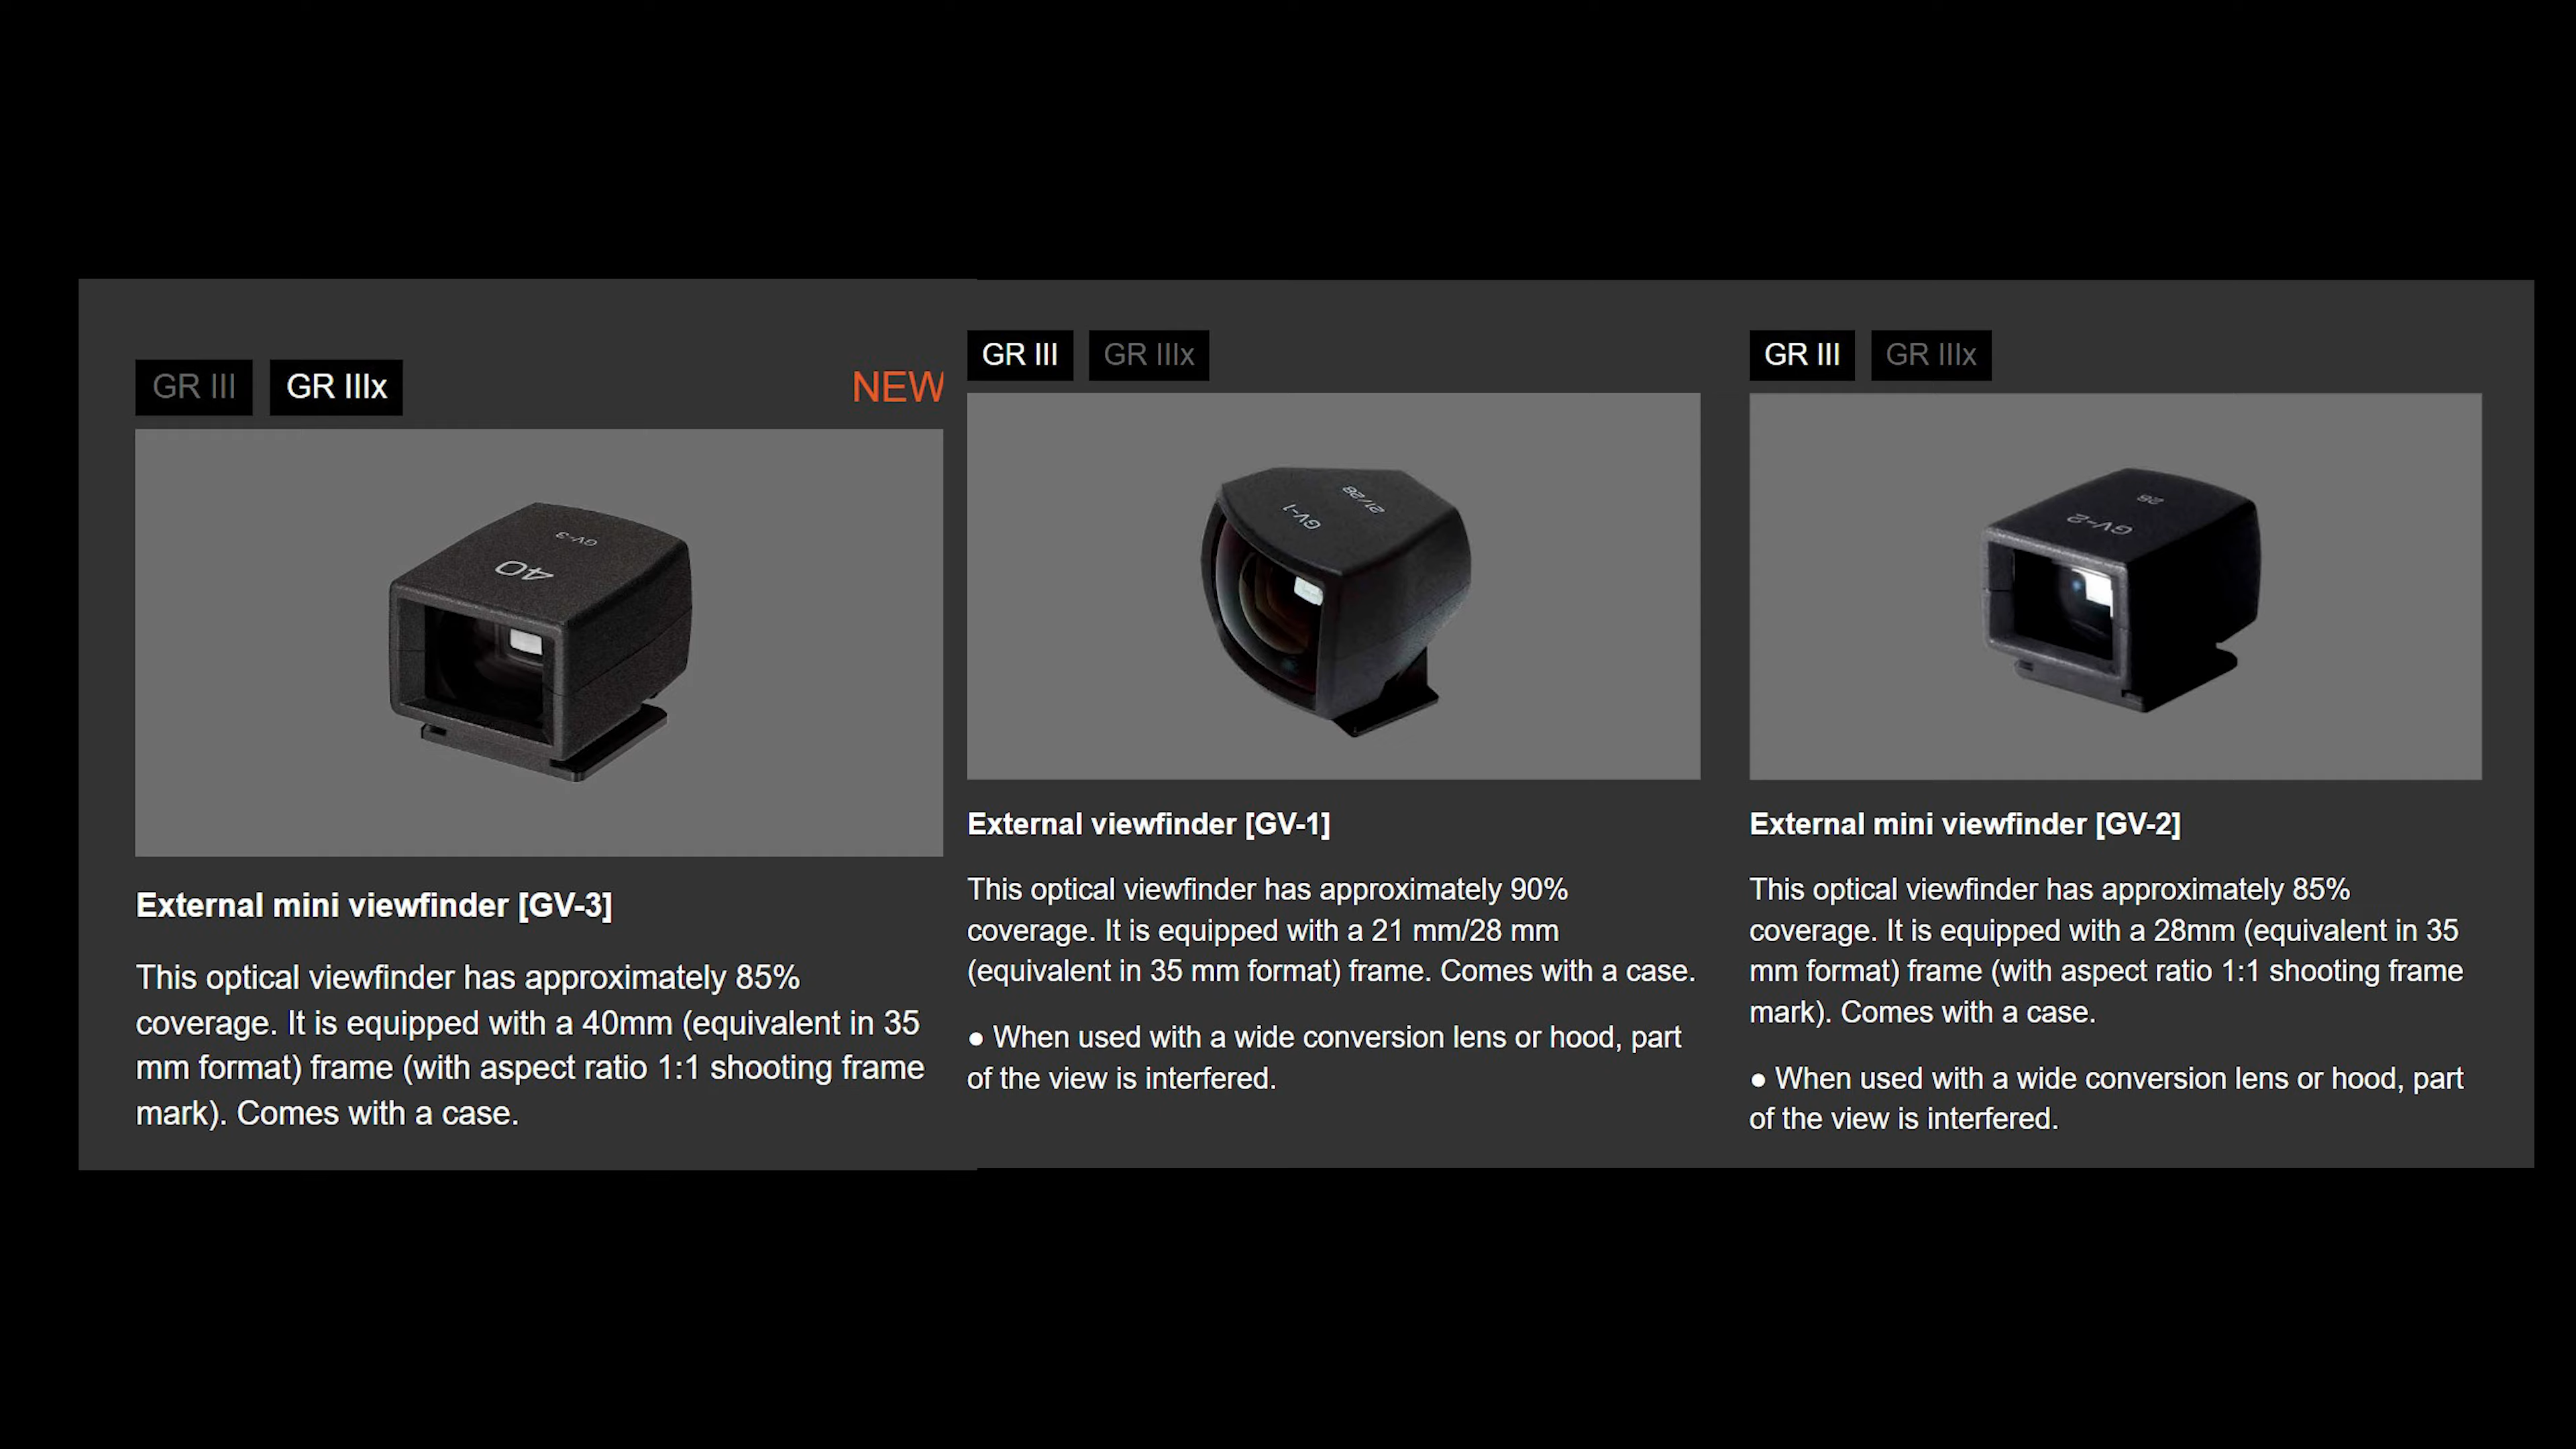 GR III GR IIIx NEW
40
GV-3
External mini viewfinder [GV-3]
This optical viewfinder has approximately 85%
coverage. It is equipped with a 40mm (equivalent in 35
mm format) frame (with aspect ratio 1:1 shooting frame
mark). Comes with a case.
GR III GR IIIx
GV-1
21/28
External viewfinder [GV-1]
This optical viewfinder has approximately 90%
coverage. It is equipped with a 21 mm/28 mm
(equivalent in 35 mm format) frame. Comes with a case.
● When used with a wide conversion lens or hood, part
of the view is interfered.
GR III GR IIIx
GV-2
28
External mini viewfinder [GV-2]
This optical viewfinder has approximately 85%
coverage. It is equipped with a 28mm (equivalent in 35
mm format) frame (with aspect ratio 1:1 shooting frame
mark). Comes with a case.
● When used with a wide conversion lens or hood, part
of the view is interfered.